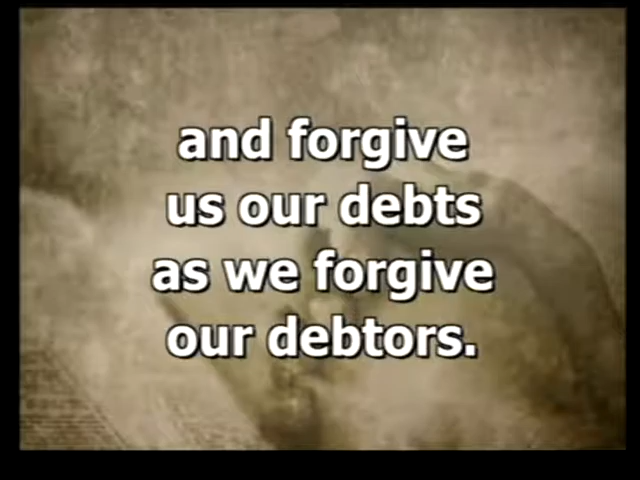 and forgive
us our debts
as we forgive
our debtors.